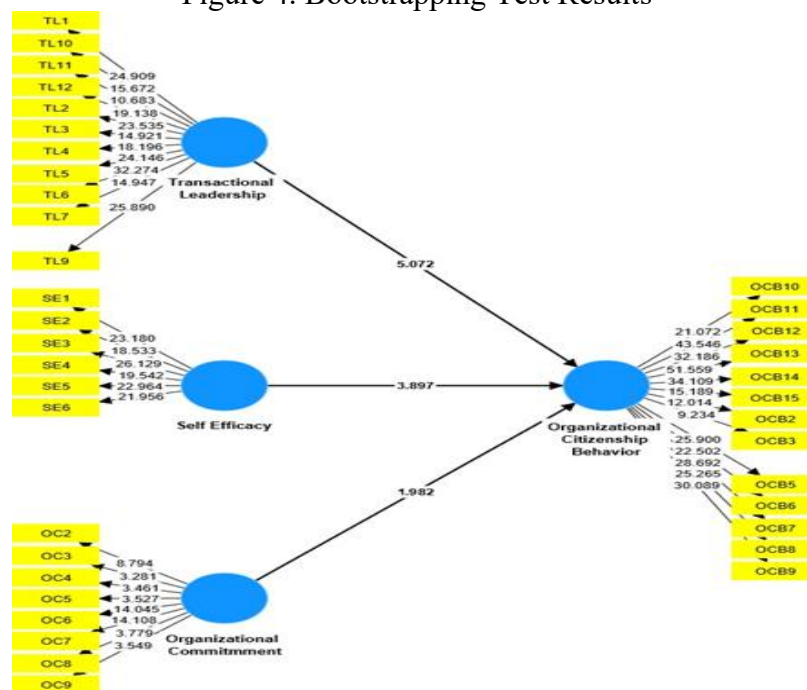 Figure 4. Bootstrapping Test Results
TL1
TL10
TL11
TL12
TL2
TL3
TL4
TL5
TL6
TL7
TL9
24.909
15.672
10.683
19.138
23.535
14.921
18.196
24.146
32.274
14.947
25.890
Transactional
Leadership
5.072
SE1
SE2
SE3
SE4
SE5
SE6
23.180
18.533
26.129
19.542
22.964
21.956
Self Efficacy
3.897
OC2
OC3
OC4
OC5
OC6
OC7
OC8
OC9
8.794
3.281
3.461
3.527
14.045
14.108
3.779
3.549
Organizational
Commitmment
1.982
Organizational
Citizenship
Behavior
21.072
43.546
32.186
51.559
34.109
15.189
12.014
9.234
25.900
22.502
28.692
25.265
30.089
OCB10
OCB11
OCB12
OCB13
OCB14
OCB15
OCB2
OCB3
OCB5
OCB6
OCB7
OCB8
OCB9